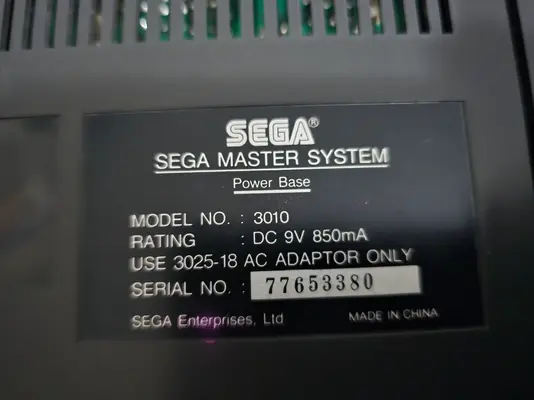 SEGA®
SEGA MASTER SYSTEM
Power Base
MODEL NO. : 3010
RATING : DC 9V 850mA
USE 3025-18 AC ADAPTOR ONLY
SERIAL NO. : 77653380
SEGA Enterprises, Ltd MADE IN CHINA